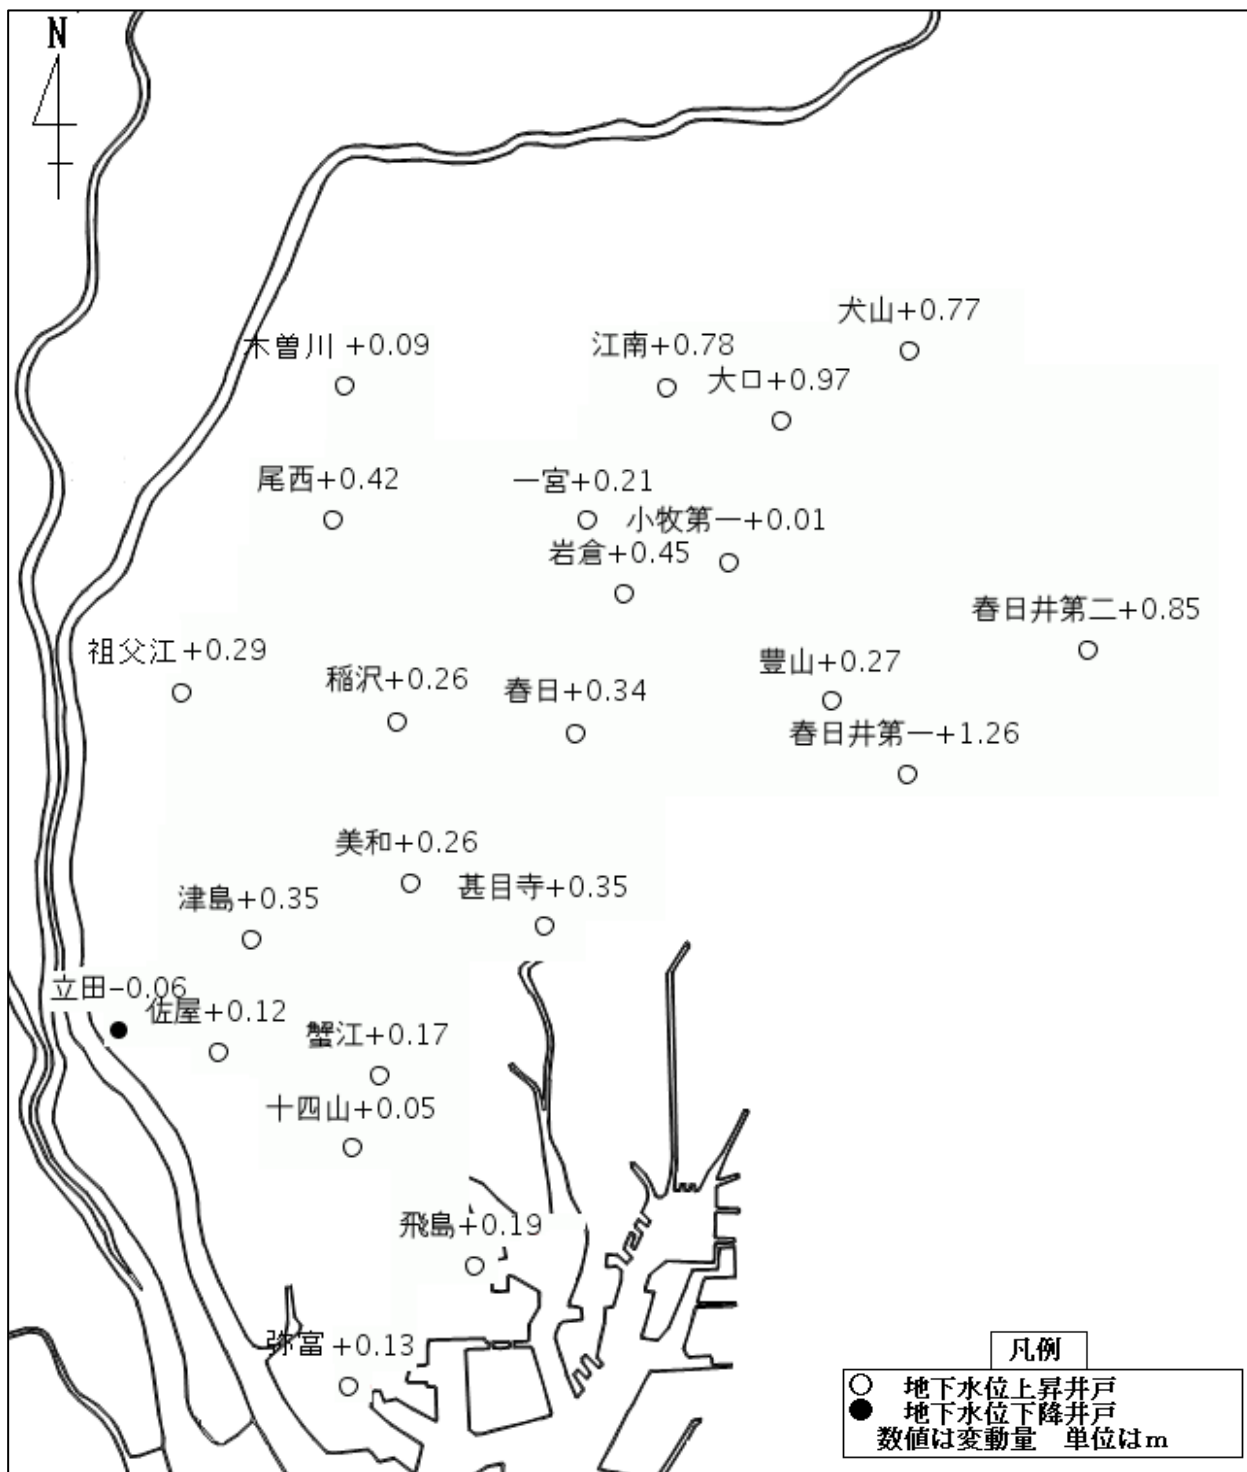 N
犬山+0.77
木曽川 +0.09
江南+0.78
大口+0.97
尾西+0.42
一宮+0.21
小牧第一+0.01
岩倉+0.45
春日井第二+0.85
祖父江+0.29
稲沢+0.26
春日+0.34
豊山+0.27
春日井第一+1.26
美和+0.26
甚目寺+0.35
津島+0.35
立田-0.06
佐屋+0.12
蟹江+0.17
十四山+0.05
飛島+0.19
弥富+0.13
凡例
○ 地下水位上昇井戸
● 地下水位下降井戸
数値は変動量 単位はm